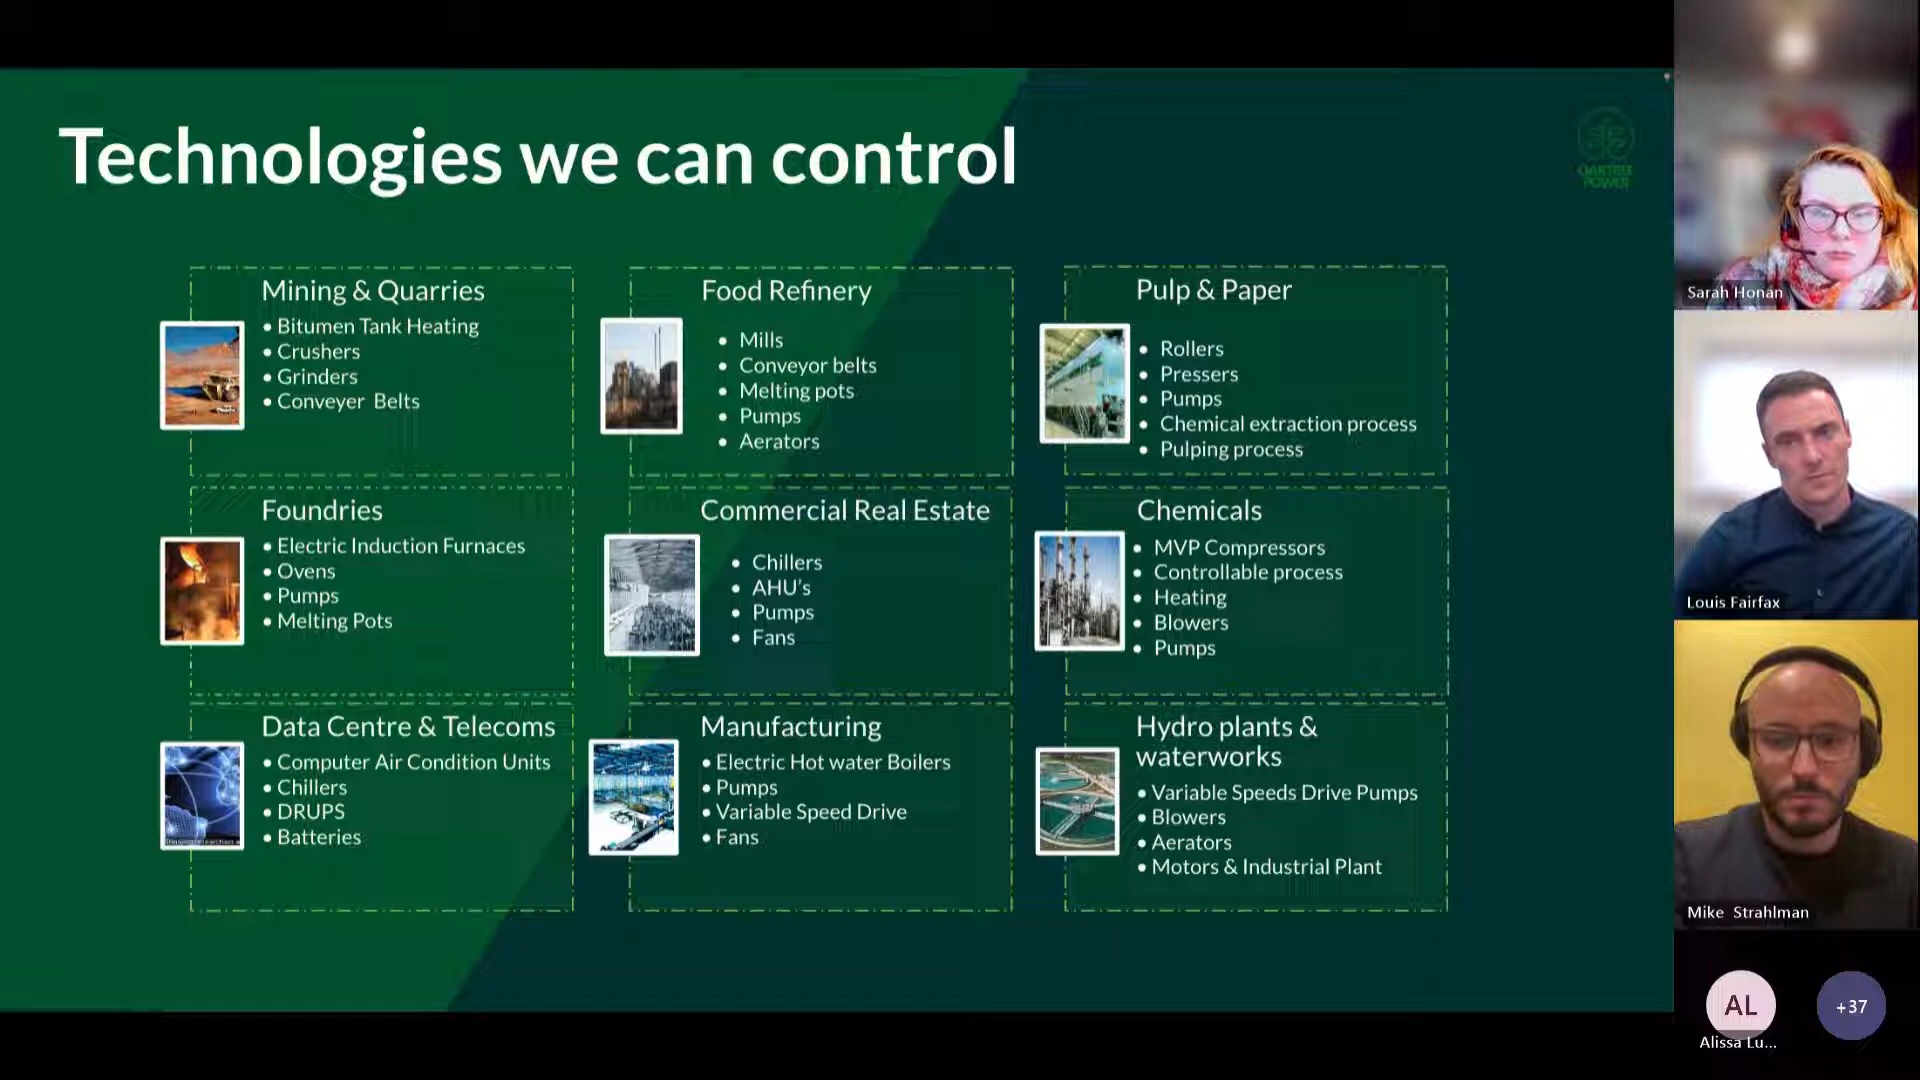 Technologies we can control
OAKTREE
POWER
Mining & Quarries
• Bitumen Tank Heating
• Crushers
• Grinders
• Conveyer Belts
Food Refinery
• Mills
• Conveyor belts
• Melting pots
• Pumps
• Aerators
Pulp & Paper
• Rollers
• Pressers
• Pumps
• Chemical extraction process
• Pulping process
Foundries
• Electric Induction Furnaces
• Ovens
• Pumps
• Melting Pots
Commercial Real Estate
• Chillers
• AHU's
• Pumps
• Fans
Chemicals
• MVP Compressors
• Controllable process
• Heating
• Blowers
• Pumps
Data Centre & Telecoms
• Computer Air Condition Units
• Chillers
• DRUPS
• Batteries
Manufacturing
• Electric Hot water Boilers
• Pumps
• Variable Speed Drive
• Fans
Hydro plants &
waterworks
• Variable Speeds Drive Pumps
• Blowers
• Aerators
• Motors & Industrial Plant
Sarah Honan
Louis Fairfax
Mike Strahlman
AL
Alissa Lu...
+37